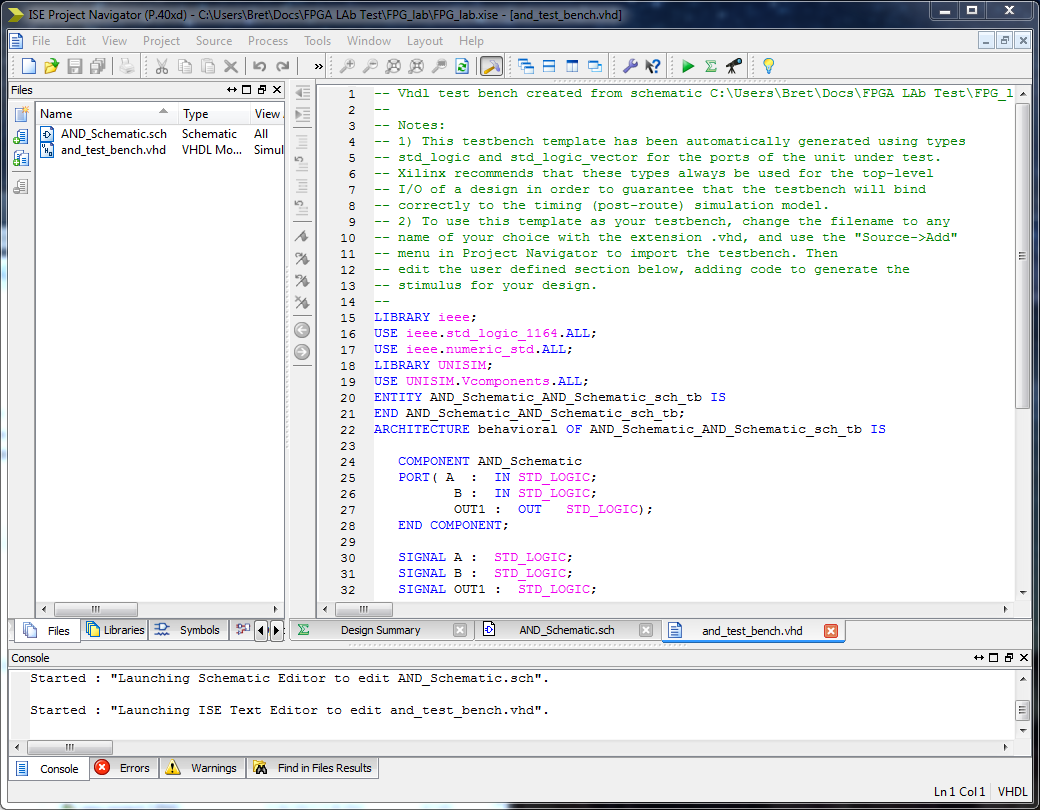 ISE Project Navigator (P.40xd) - C:\Users\Bret\Docs\FPGA LAb Test\FPG_lab\FPG_lab.xise - [and_test_bench.vhd]
File Edit View Project Source Process Tools Window Layout Help
Files
Name Type View
AND_Schematic.sch Schematic All
and_test_bench.vhd VHDL Mo... Simul
1 -- Vhdl test bench created from schematic C:\Users\Bret\Docs\FPGA LAb Test\FPG_l
2 --
3 -- Notes:
4 -- 1) This testbench template has been automatically generated using types
5 -- std_logic and std_logic_vector for the ports of the unit under test.
6 -- Xilinx recommends that these types always be used for the top-level
7 -- I/O of a design in order to guarantee that the testbench will bind
8 -- correctly to the timing (post-route) simulation model.
9 -- 2) To use this template as your testbench, change the filename to any
10 -- name of your choice with the extension .vhd, and use the "Source->Add"
11 -- menu in Project Navigator to import the testbench. Then
12 -- edit the user defined section below, adding code to generate the
13 -- stimulus for your design.
14 --
15 LIBRARY ieee;
16 USE ieee.std_logic_1164.ALL;
17 USE ieee.numeric_std.ALL;
18 LIBRARY UNISIM;
19 USE UNISIM.Vcomponents.ALL;
20 ENTITY AND_Schematic_AND_Schematic_sch_tb IS
21 END AND_Schematic_AND_Schematic_sch_tb;
22 ARCHITECTURE behavioral OF AND_Schematic_AND_Schematic_sch_tb IS
23
24 COMPONENT AND_Schematic
25 PORT( A : IN STD_LOGIC;
26 B : IN STD_LOGIC;
27 OUT1 : OUT STD_LOGIC);
28 END COMPONENT;
29
30 SIGNAL A : STD_LOGIC;
31 SIGNAL B : STD_LOGIC;
32 SIGNAL OUT1 : STD_LOGIC;
Files Libraries Symbols
Design Summary AND_Schematic.sch and_test_bench.vhd
Console
Started : "Launching Schematic Editor to edit AND_Schematic.sch".
Started : "Launching ISE Text Editor to edit and_test_bench.vhd".
Console Errors Warnings Find in Files Results
Ln 1 Col 1 VHDL